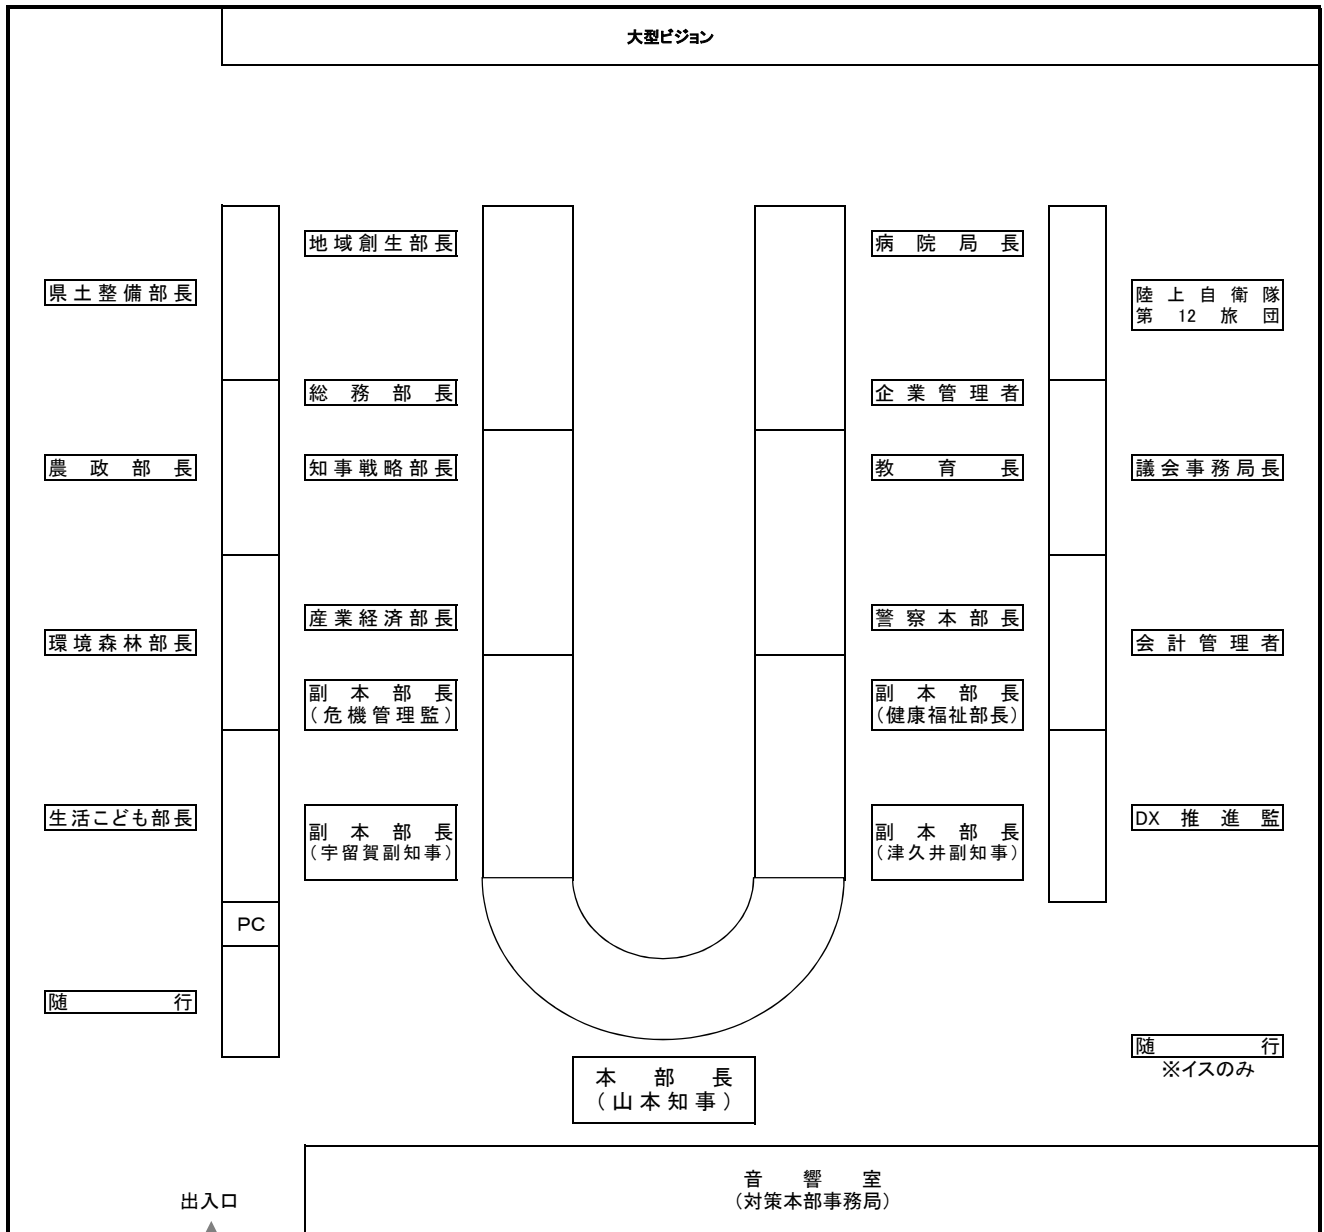 大型ビジョン
地域創生部長
病院局長
県土整備部長
陸上自衛隊
第12旅団
総務部長
企業管理者
農政部長
知事戦略部長
教育長
議会事務局長
産業経済部長
警察本部長
環境森林部長
会計管理者
副本部長
(危機管理監)
副本部長
(健康福祉部長)
生活こども部長
副本部長
(宇留賀副知事)
副本部長
(津久井副知事)
DX推進監
PC
随行
随行
※イスのみ
本部長
(山本知事)
音響室
(対策本部事務局)
出入口